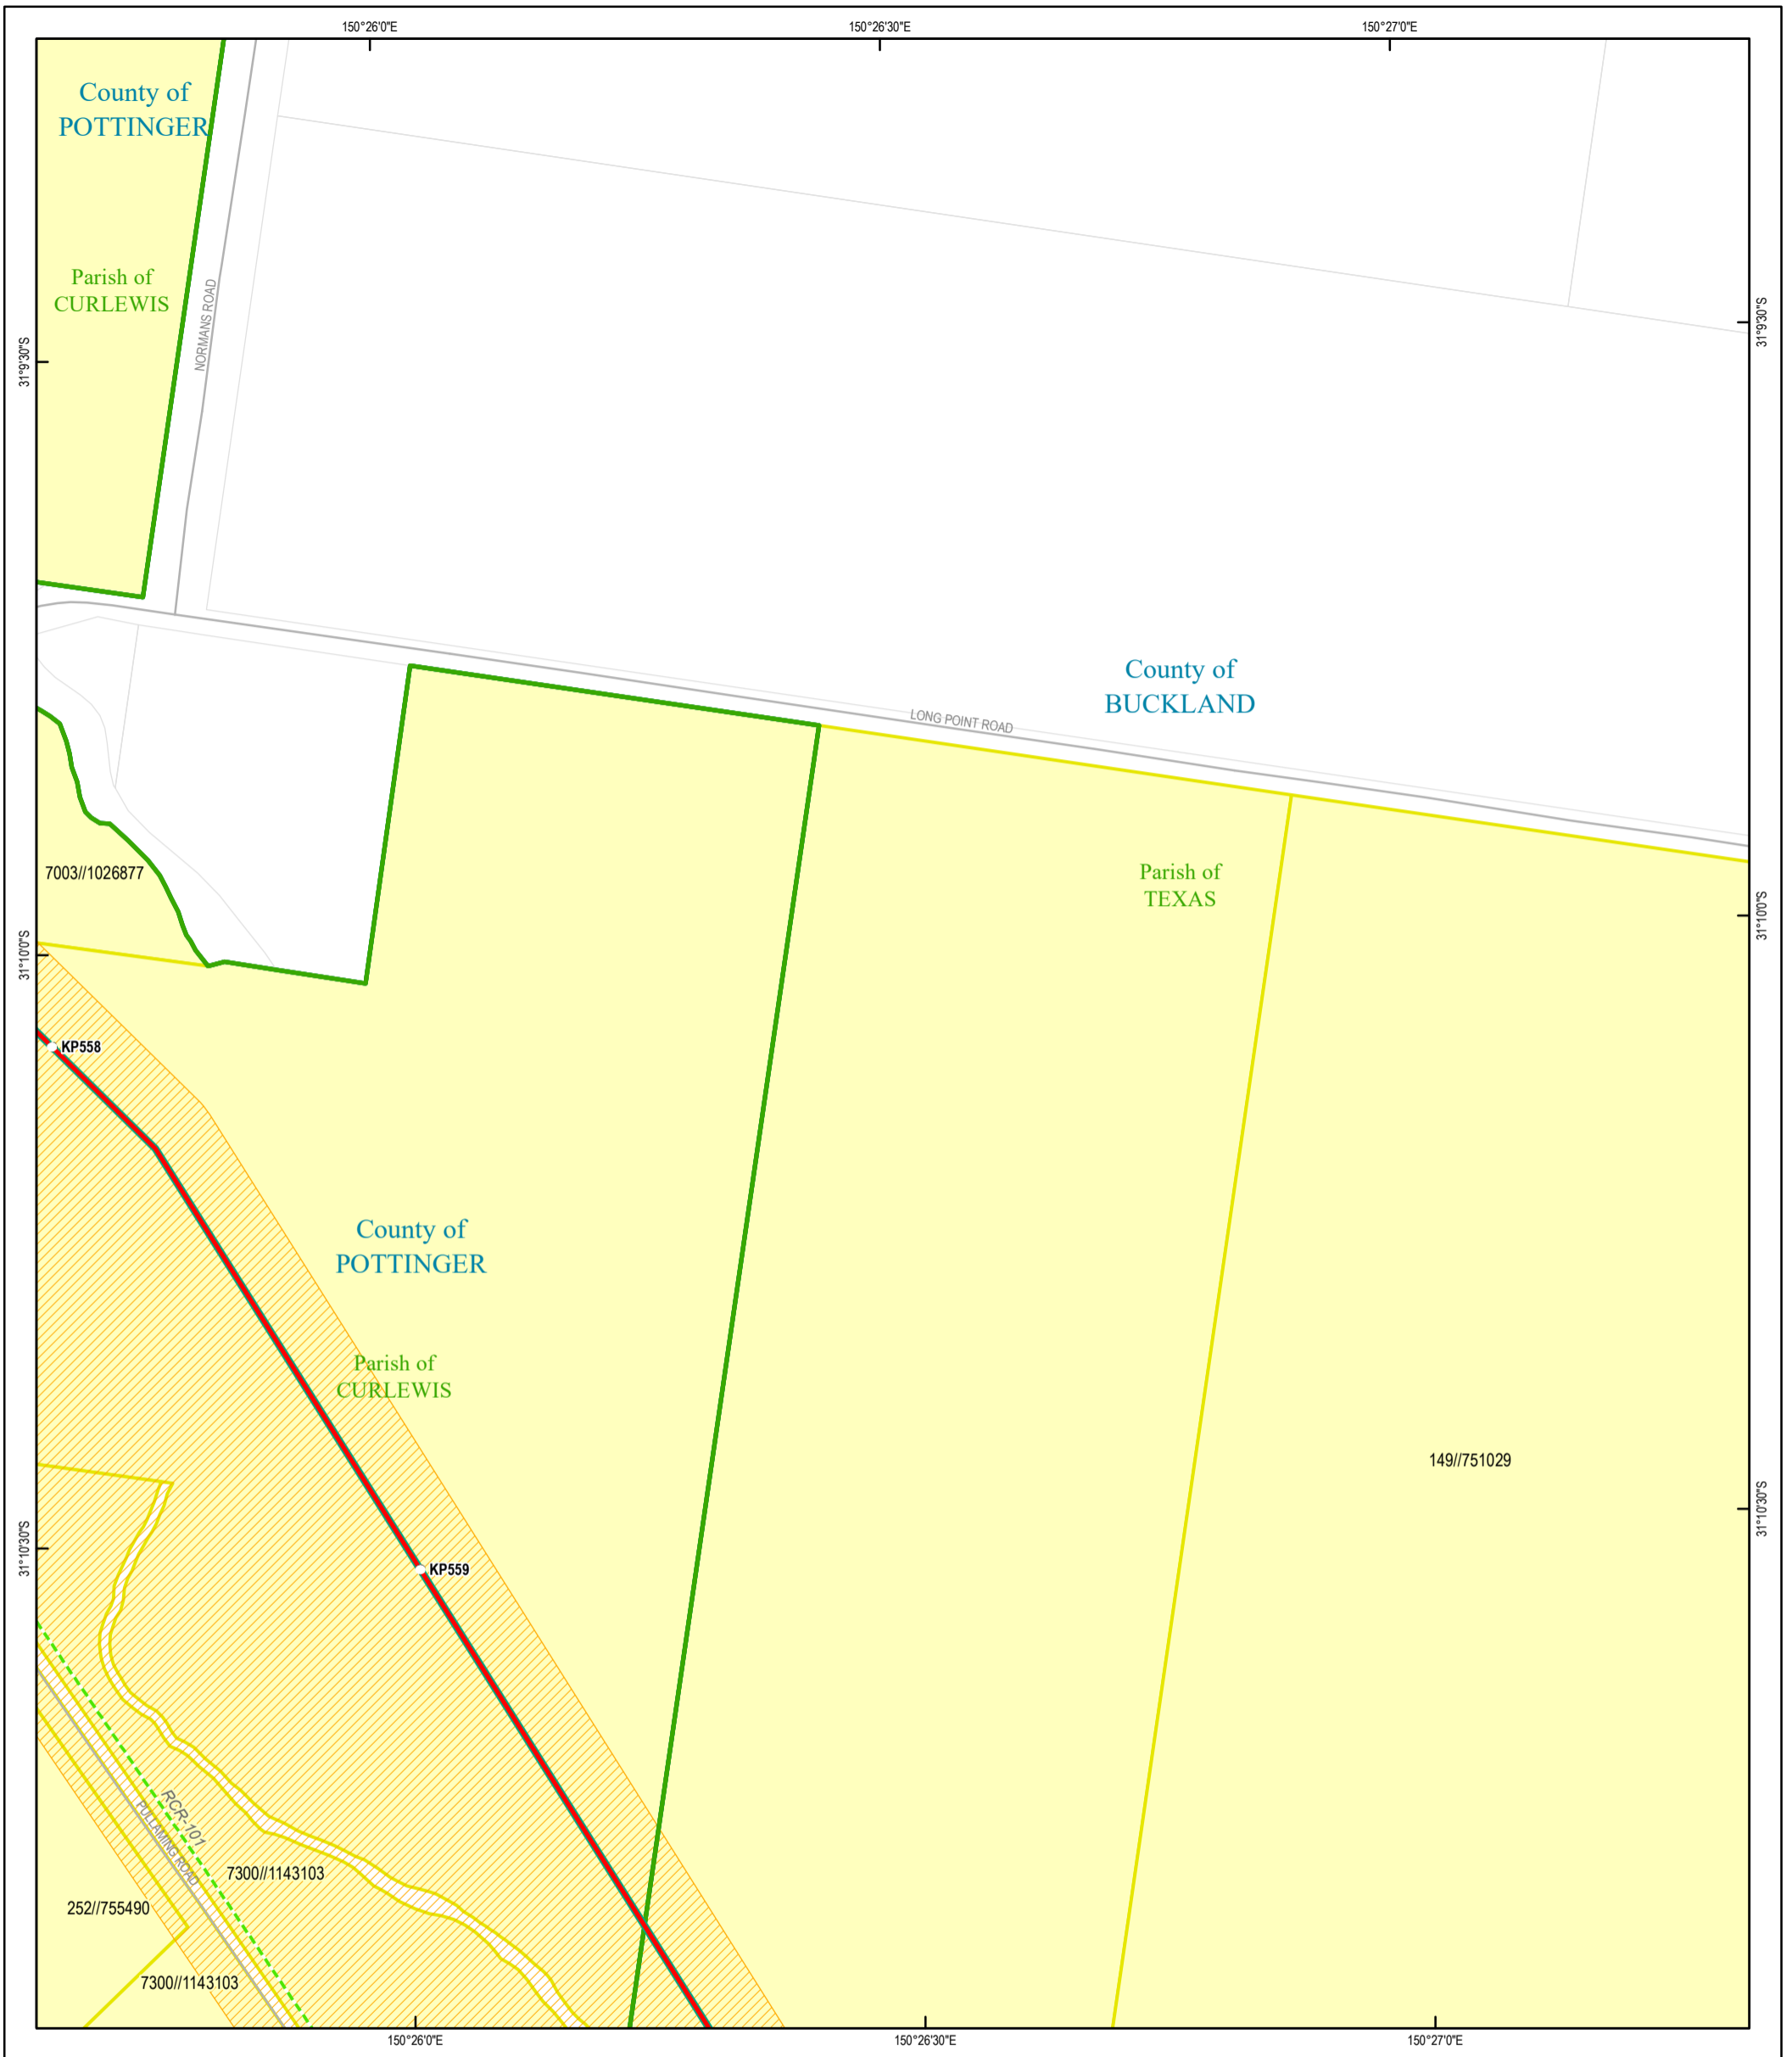 150°26'0"E
150°26'30"E
150°27'0"E
County of
POTTINGER
Parish of
CURLEWIS
NORMANS ROAD
31°9'30"S
31°9'30"S
County of
BUCKLAND
LONG POINT ROAD
Parish of
TEXAS
7003//1026877
31°10'0"S
31°10'0"S
KP558
County of
POTTINGER
Parish of
CURLEWIS
149//751029
31°10'30"S
31°10'30"S
KP559
RCR-101
PULLAMING ROAD
7300//1143103
252//755490
7300//1143103
150°26'0"E
150°26'30"E
150°27'0"E